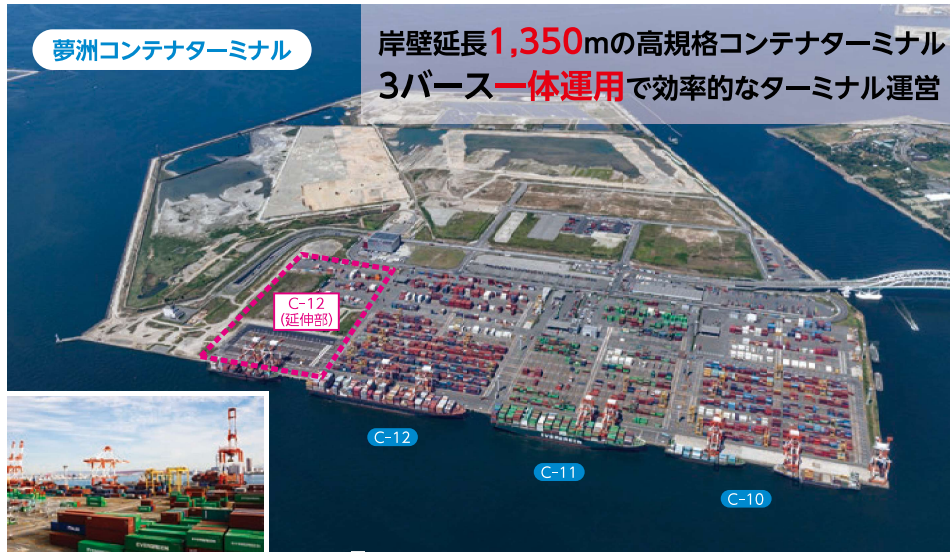 夢洲コンテナターミナル
岸壁延長1,350mの高規格コンテナターミナル
3バース一体運用で効率的なターミナル運営
C-12
(延伸部)
C-12
C-11
C-10
EVERGREEN
EVERGREEN